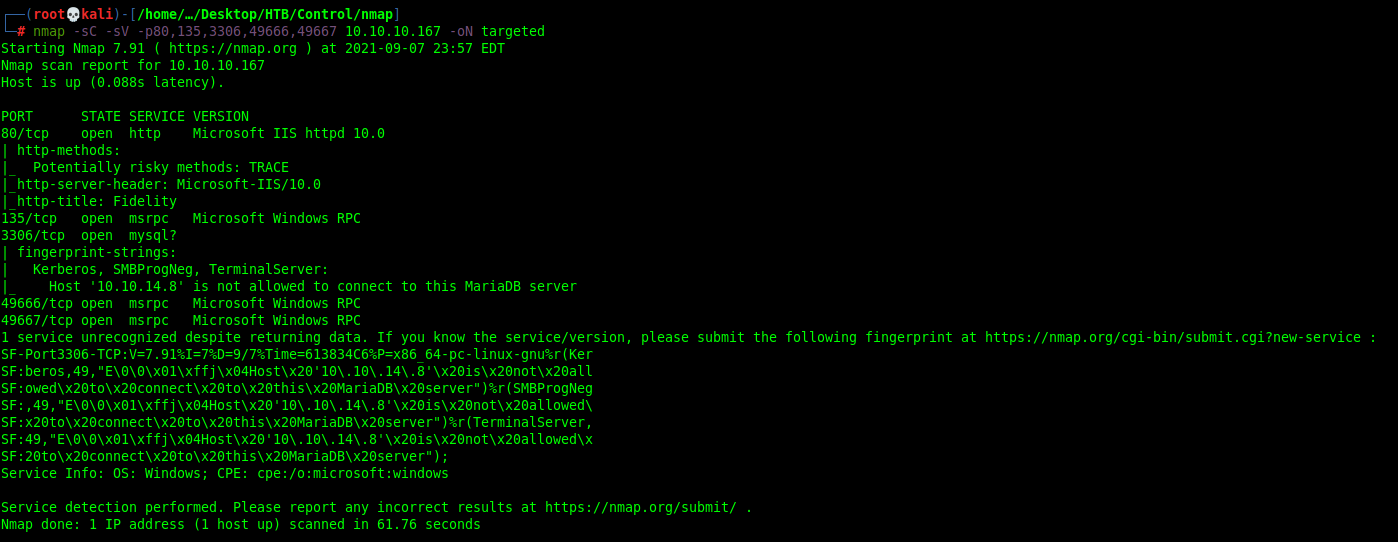 ┌──(root💀kali)-[/home/…/Desktop/HTB/Control/nmap]
└─# nmap -sC -sV -p80,135,3306,49666,49667 10.10.10.167 -oN targeted
Starting Nmap 7.91 ( https://nmap.org ) at 2021-09-07 23:57 EDT
Nmap scan report for 10.10.10.167
Host is up (0.088s latency).

PORT      STATE SERVICE VERSION
80/tcp    open  http    Microsoft IIS httpd 10.0
| http-methods:
|_  Potentially risky methods: TRACE
|_http-server-header: Microsoft-IIS/10.0
|_http-title: Fidelity
135/tcp   open  msrpc   Microsoft Windows RPC
3306/tcp  open  mysql?
| fingerprint-strings:
|   Kerberos, SMBProgNeg, TerminalServer:
|_    Host '10.10.14.8' is not allowed to connect to this MariaDB server
49666/tcp open  msrpc   Microsoft Windows RPC
49667/tcp open  msrpc   Microsoft Windows RPC
1 service unrecognized despite returning data. If you know the service/version, please submit the following fingerprint at https://nmap.org/cgi-bin/submit.cgi?new-service :
SF-Port3306-TCP:V=7.91%I=7%D=9/7%Time=613834C6%P=x86_64-pc-linux-gnu%r(Ker
SF:beros,49,"E\0\0\x01\xffj\x04Host\x20'10\.10\.14\.8'\x20is\x20not\x20all
SF:owed\x20to\x20connect\x20to\x20this\x20MariaDB\x20server")%r(SMBProgNeg
SF:,49,"E\0\0\x01\xffj\x04Host\x20'10\.10\.14\.8'\x20is\x20not\x20allowed\
SF:x20to\x20connect\x20to\x20this\x20MariaDB\x20server")%r(TerminalServer,
SF:49,"E\0\0\x01\xffj\x04Host\x20'10\.10\.14\.8'\x20is\x20not\x20allowed\x
SF:20to\x20connect\x20to\x20this\x20MariaDB\x20server");
Service Info: OS: Windows; CPE: cpe:/o:microsoft:windows

Service detection performed. Please report any incorrect results at https://nmap.org/submit/ .
Nmap done: 1 IP address (1 host up) scanned in 61.76 seconds